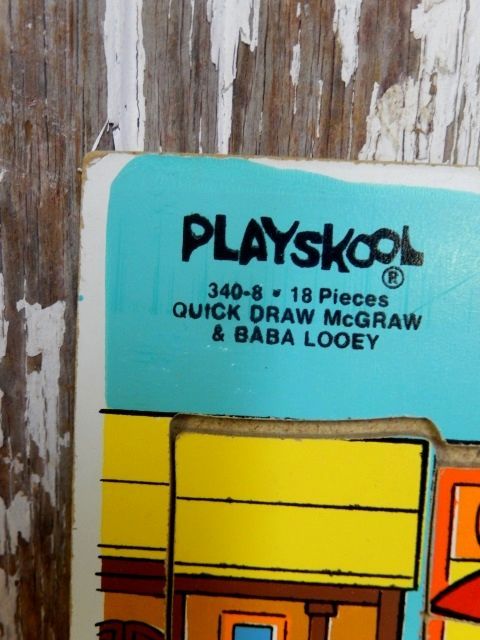 PLAYSKOOL®
340-8 • 18 Pieces
QUICK DRAW McGRAW
& BABA LOOEY